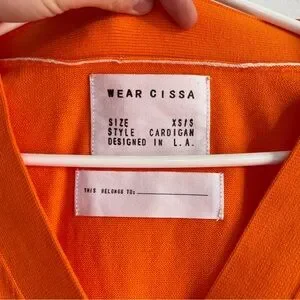 WEAR CISSA
SIZE XS/S
STYLE CARDIGAN
DESIGNED IN L.A.
THIS BELONGS TO: